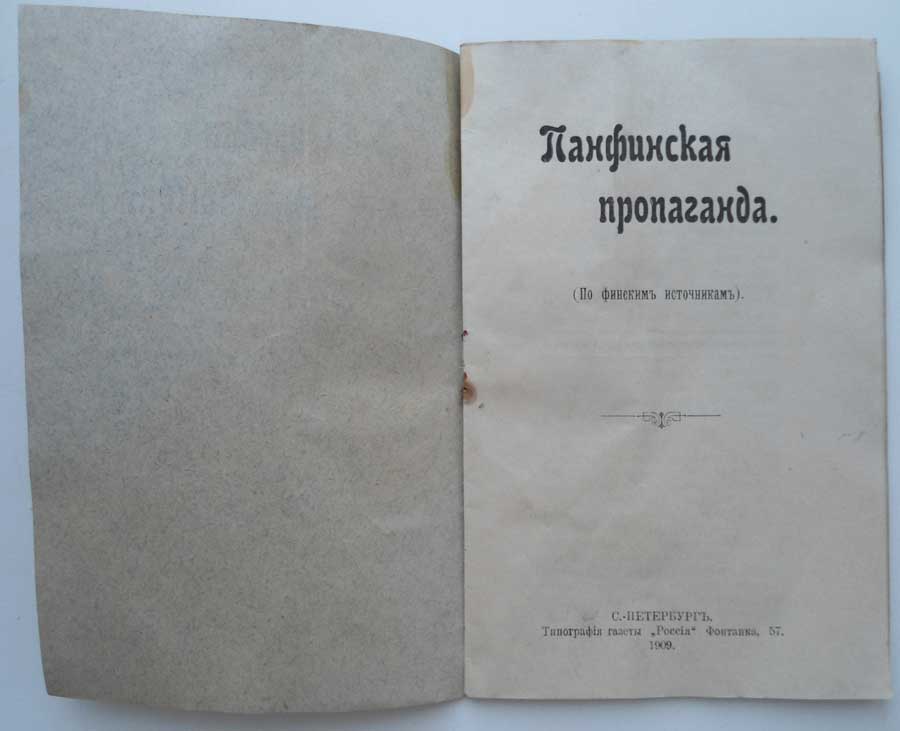 Панфинская
пропаганда.
(По финскимъ источникамъ).
С.-ПЕТЕРБУРГЪ.
Типографія газеты „Россія“ Фонтанка, 57.
1909.